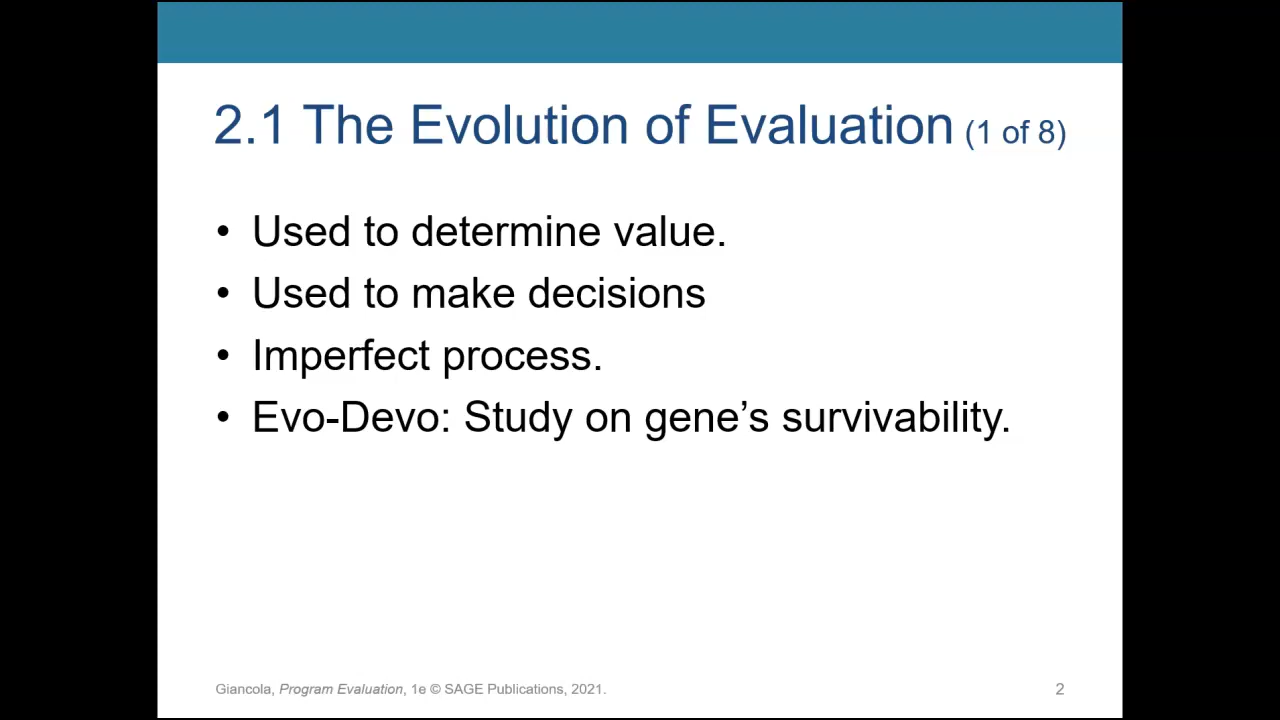 2.1 The Evolution of Evaluation (1 of 8)
• Used to determine value.
• Used to make decisions
• Imperfect process.
• Evo-Devo: Study on gene’s survivability.
Giancola, Program Evaluation, 1e © SAGE Publications, 2021.
2